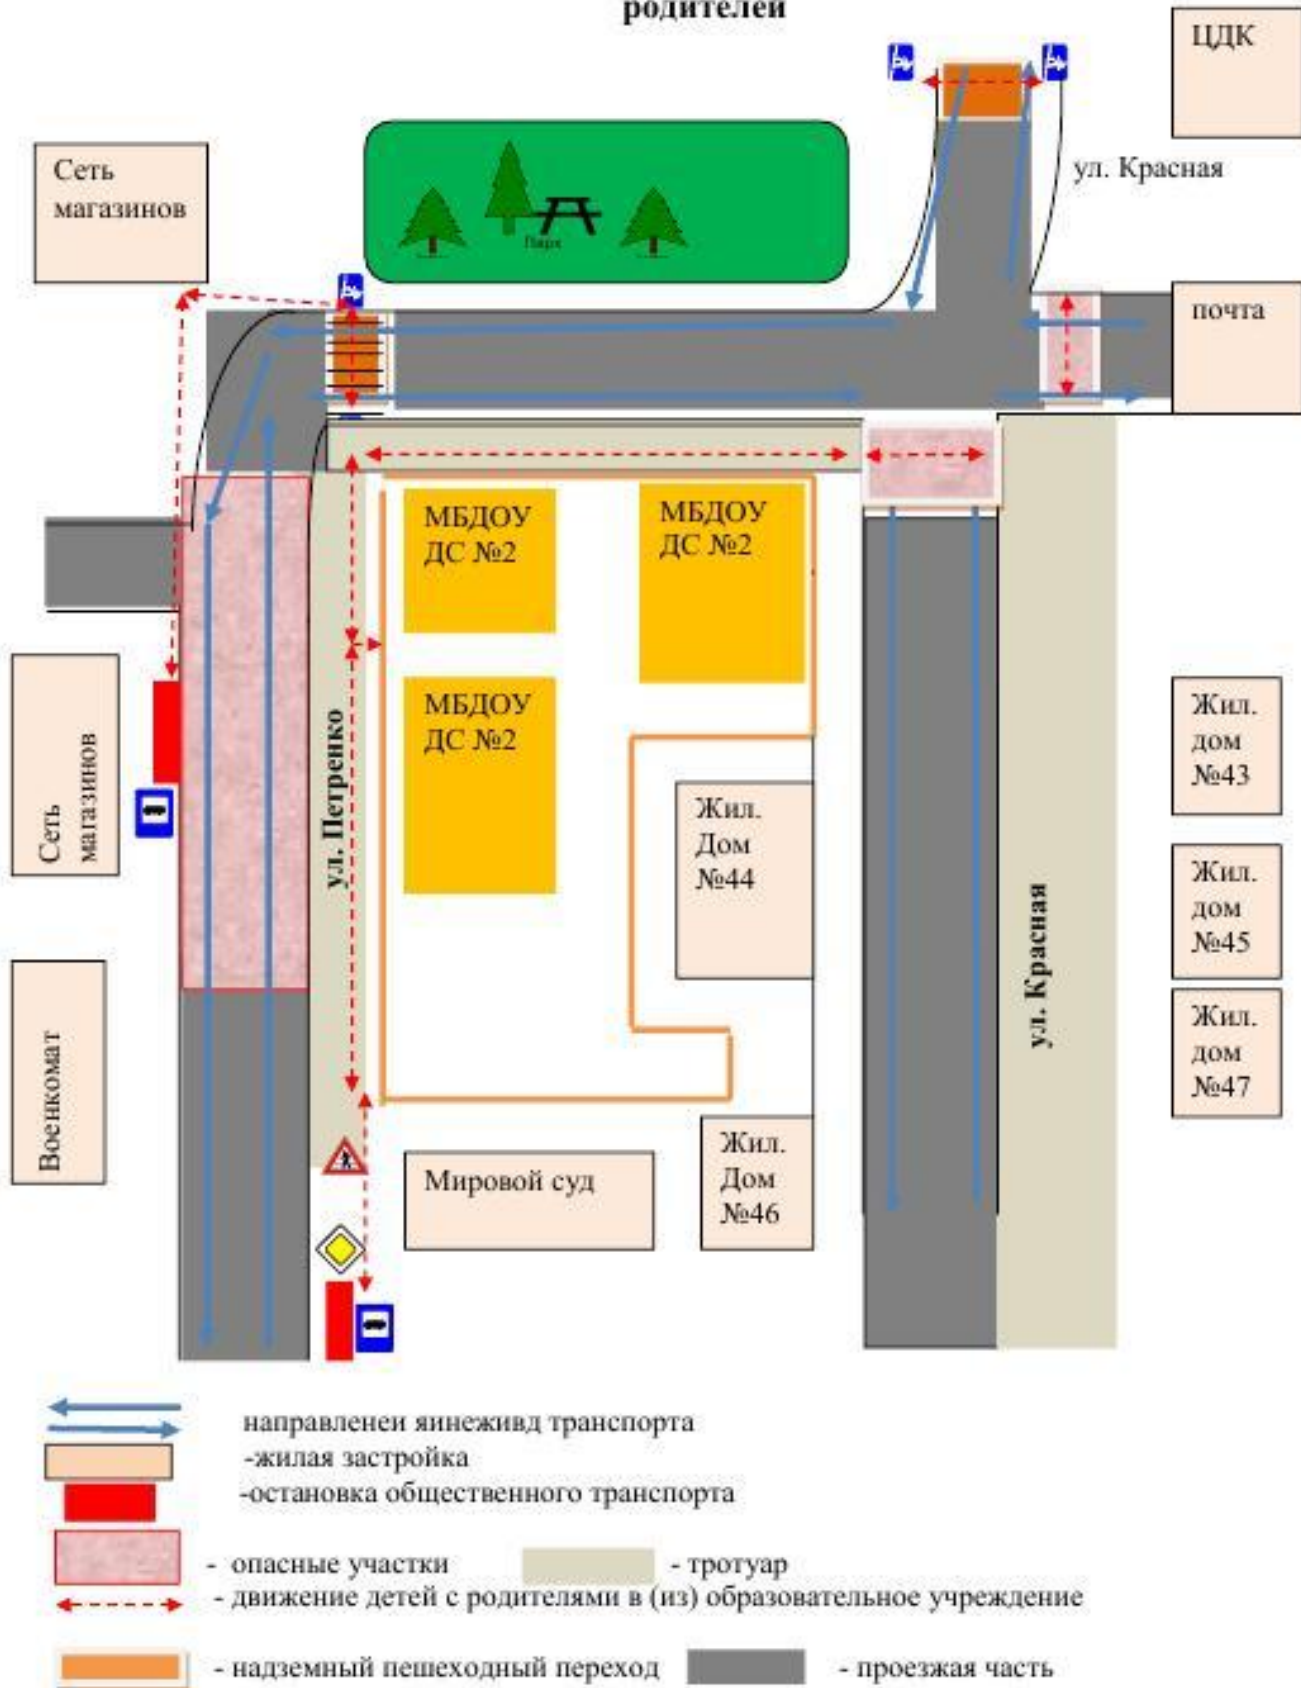 родителей
ЦДК
Сеть
магазинов
ул. Красная
Парк
почта
МБДОУ
ДС №2
МБДОУ
ДС №2
МБДОУ
ДС №2
ул. Петренко
Сеть
магазинов
Жил.
Дом
№44
Жил.
дом
№43
Жил.
дом
№45
ул. Красная
Жил.
дом
№47
Военкомат
Мировой суд
Жил.
Дом
№46
направленеи яинеживд транспорта
-жилая застройка
-остановка общественного транспорта
- опасные участки
- тротуар
- движение детей с родителями в (из) образовательное учреждение
- надземный пешеходный переход
- проезжая часть